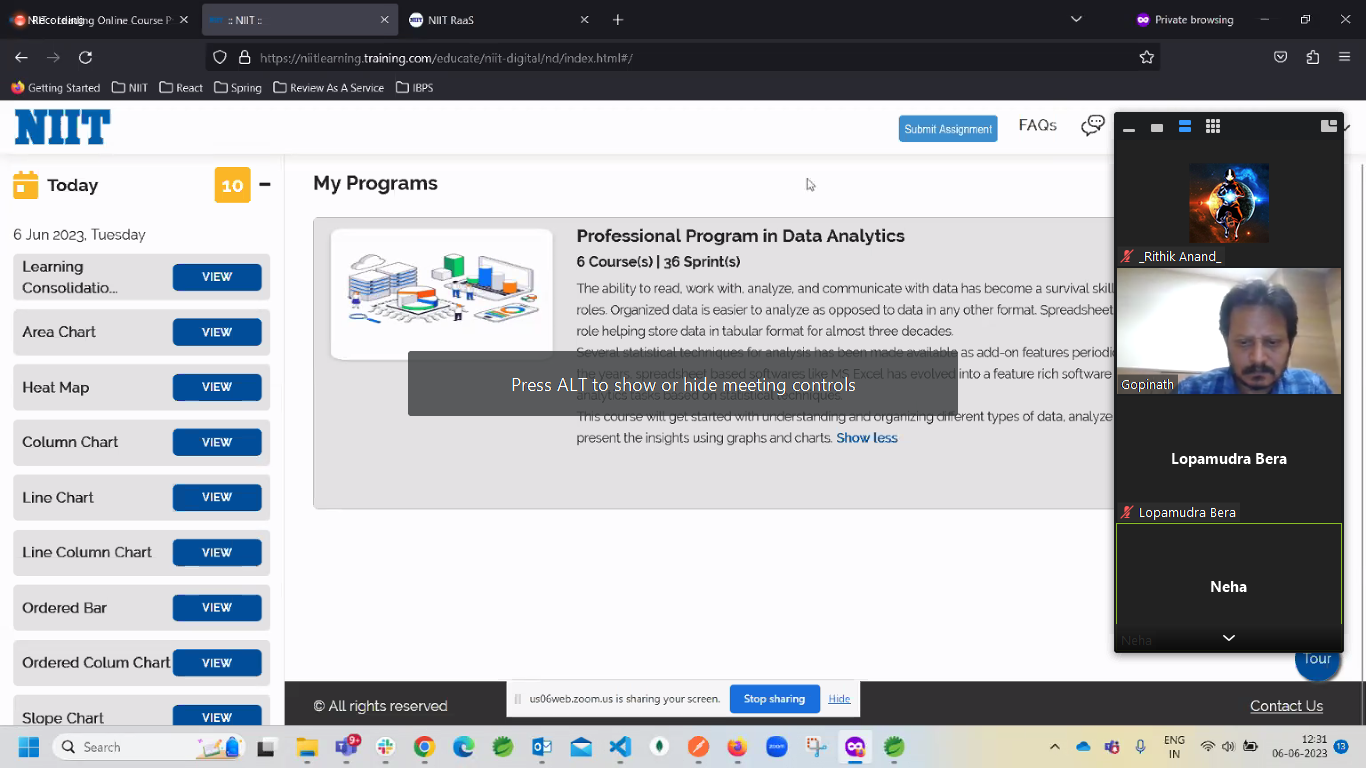 NIIT - Leading Online Course P
Recording
:: NIIT ::
NIIT RaaS
Private browsing
https://niitlearning.training.com/educate/niit-digital/nd/index.html#/
Getting Started
NIIT
React
Spring
Review As A Service
IBPS
NIIT
Submit Assignment
FAQs
Today
10
6 Jun 2023, Tuesday
Learning
Consolidatio...
VIEW
Area Chart
VIEW
Heat Map
VIEW
Column Chart
VIEW
Line Chart
VIEW
Line Column Chart
VIEW
Ordered Bar
VIEW
Ordered Colum Chart
VIEW
Slope Chart
VIEW
My Programs
Professional Program in Data Analytics
6 Course(s) | 36 Sprint(s)
The ability to read, work with, analyze, and communicate with data has become a survival skill
roles. Organized data is easier to analyze as opposed to data in any other format. Spreadsheet
role helping store data in tabular format for almost three decades.
Several statistical techniques for analysis has been made available as add-on features periodic
the years, spreadsheet based softwares like MS Excel has evolved into a feature rich software
analytics tasks based on statistical techniques.
This course will get started with understanding and organizing different types of data, analyze
present the insights using graphs and charts. Show less
Press ALT to show or hide meeting controls
_Rithik Anand_
Gopinath
Lopamudra Bera
Lopamudra Bera
Neha
Neha
Tour
© All rights reserved
us06web.zoom.us is sharing your screen.
Stop sharing
Hide
Contact Us
Search
9+
zoom
ENG
IN
12:31
06-06-2023
13